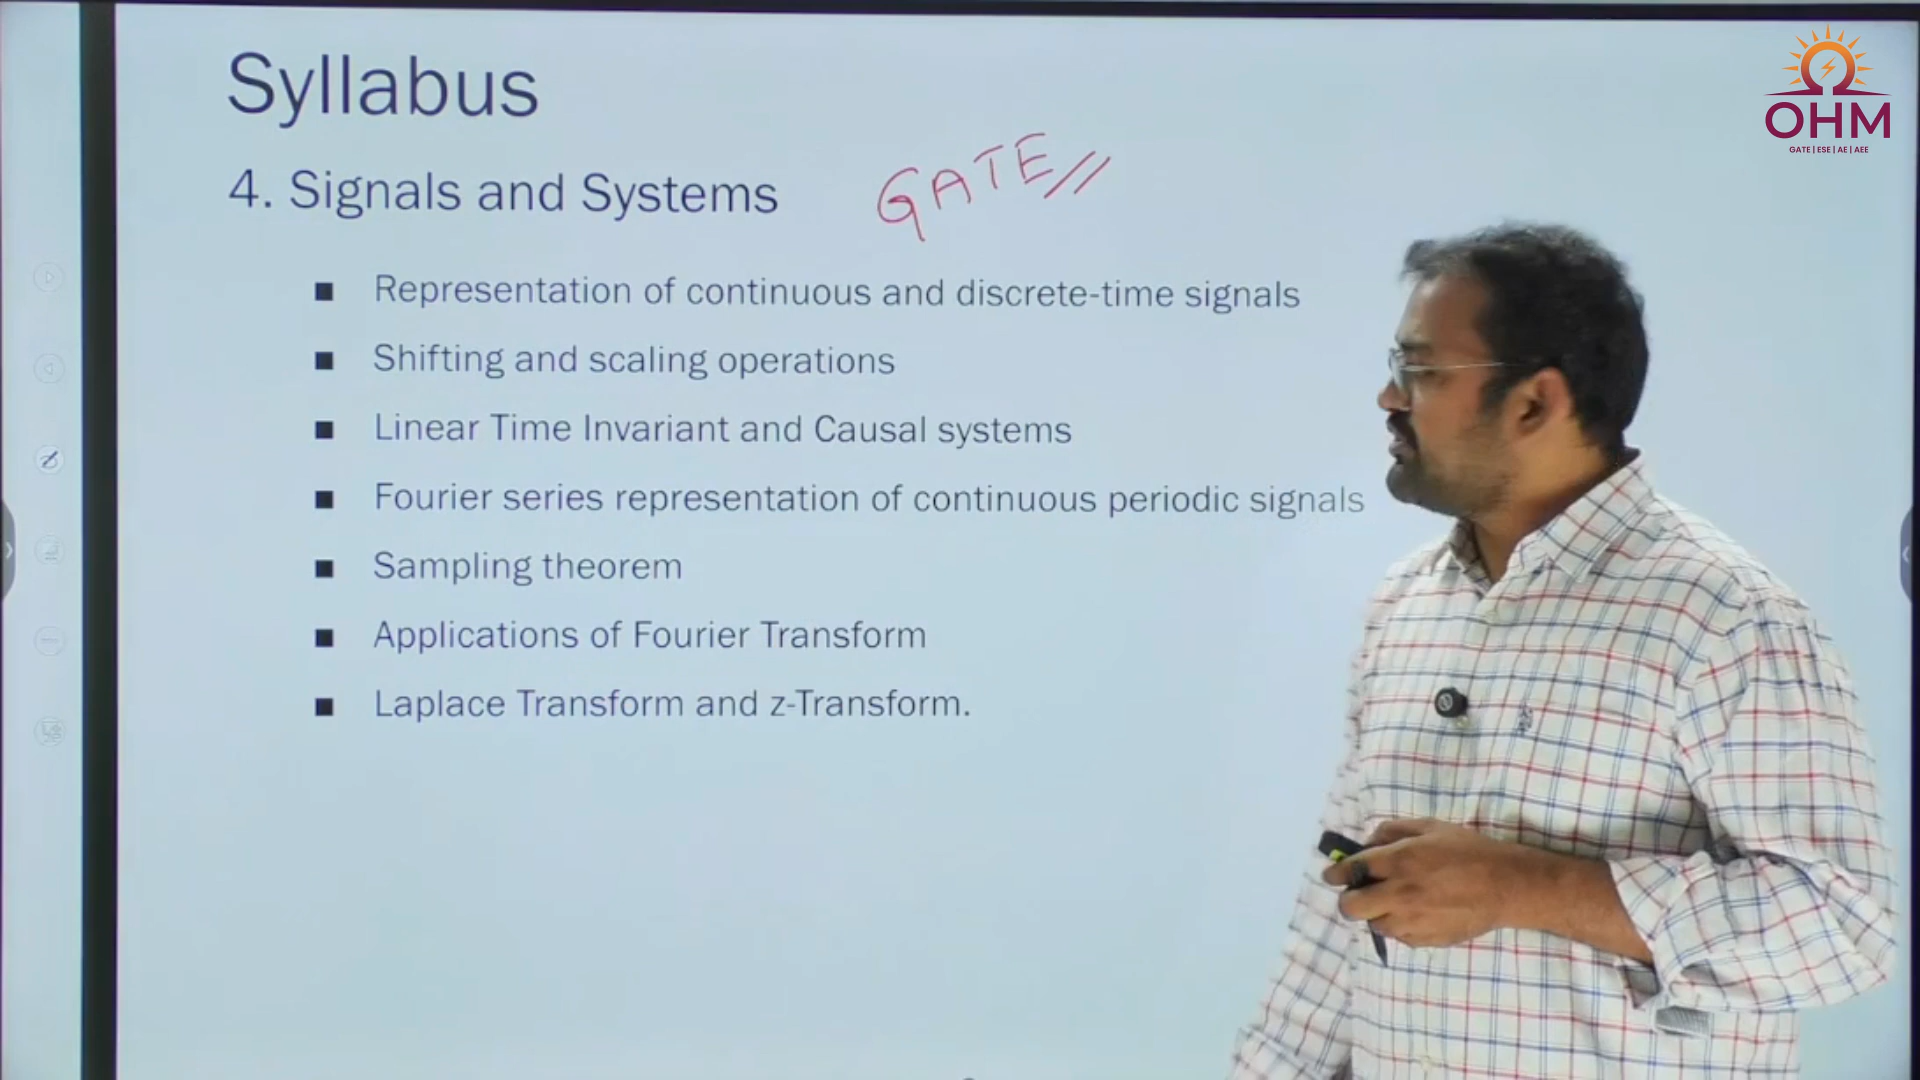 Syllabus
4. Signals and Systems
GATE
■ Representation of continuous and discrete-time signals
■ Shifting and scaling operations
■ Linear Time Invariant and Causal systems
■ Fourier series representation of continuous periodic signals
■ Sampling theorem
■ Applications of Fourier Transform
■ Laplace Transform and z-Transform.
OHM
GATE | ESE | AE | AEE